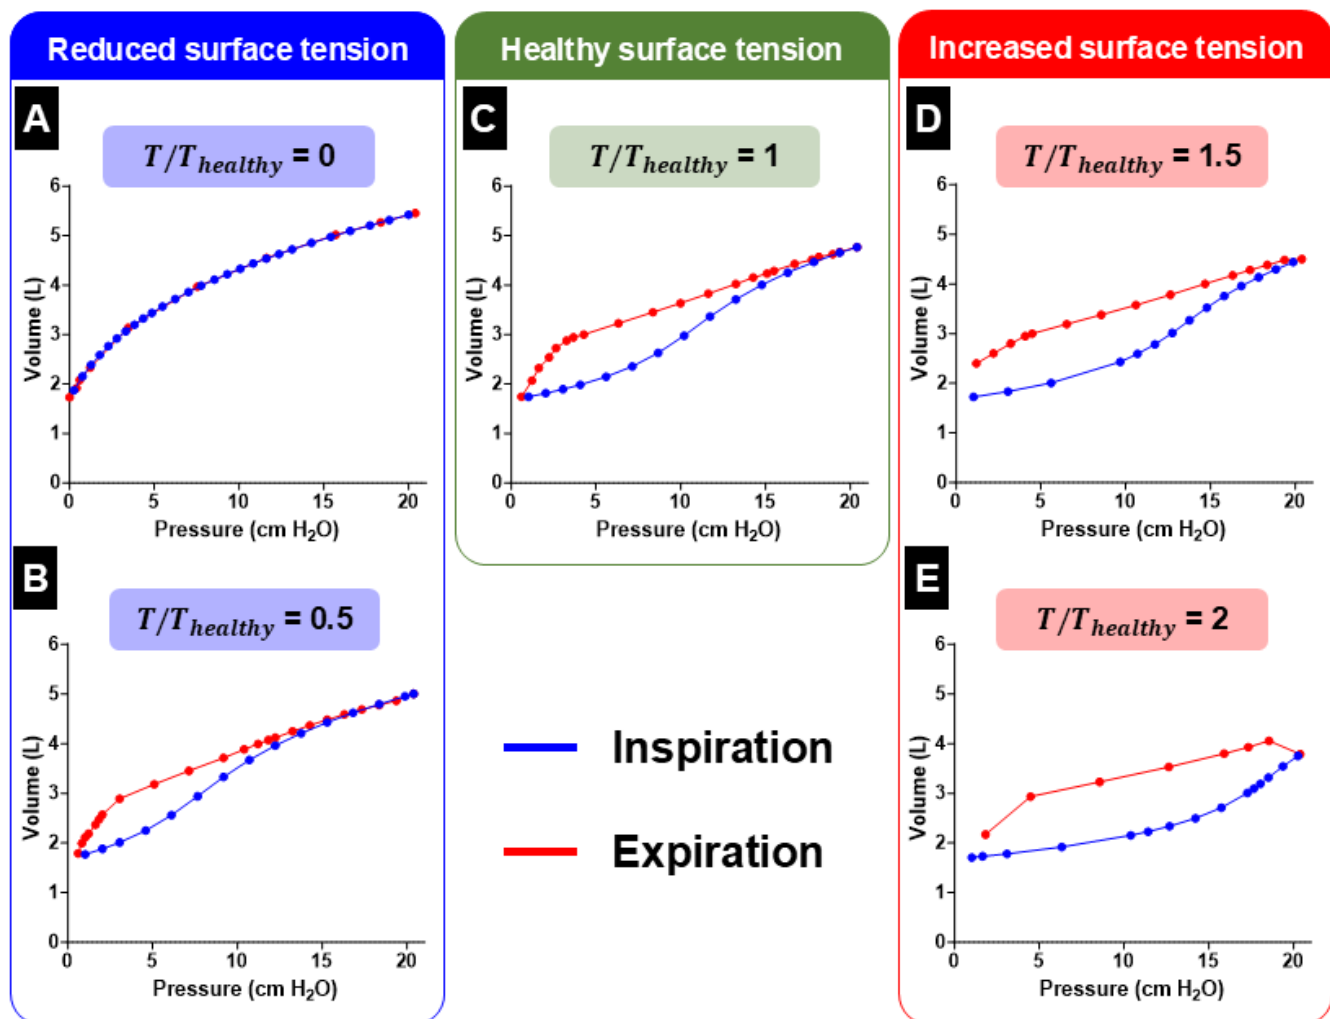 Reduced surface tension
Healthy surface tension
Increased surface tension
A
T/T_healthy = 0
6
5
4
3
2
1
0
Volume (L)
0 5 10 15 20
Pressure (cm H₂O)
B
T/T_healthy = 0.5
6
5
4
3
2
1
0
Volume (L)
0 5 10 15 20
Pressure (cm H₂O)
C
T/T_healthy = 1
6
5
4
3
2
1
0
Volume (L)
0 5 10 15 20
Pressure (cm H₂O)
Inspiration
Expiration
D
T/T_healthy = 1.5
6
5
4
3
2
1
0
Volume (L)
0 5 10 15 20
Pressure (cm H₂O)
E
T/T_healthy = 2
6
5
4
3
2
1
0
Volume (L)
0 5 10 15 20
Pressure (cm H₂O)